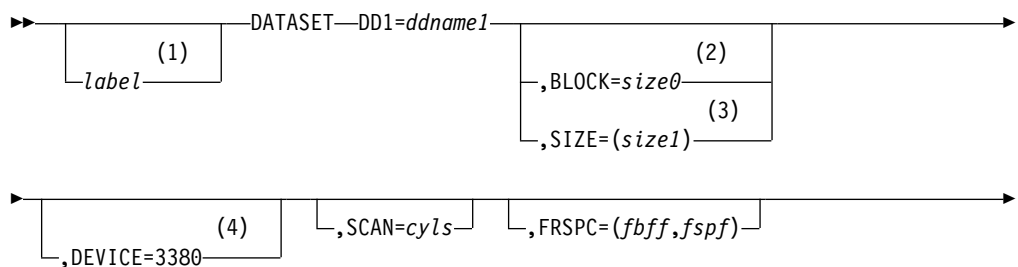 DATASET DD1=ddname1
(1) (2)
label ,BLOCK=size0
(3)
,SIZE=(size1)
(4) ,SCAN=cyls ,FRSPC=(fbff,fspf)
,DEVICE=3380